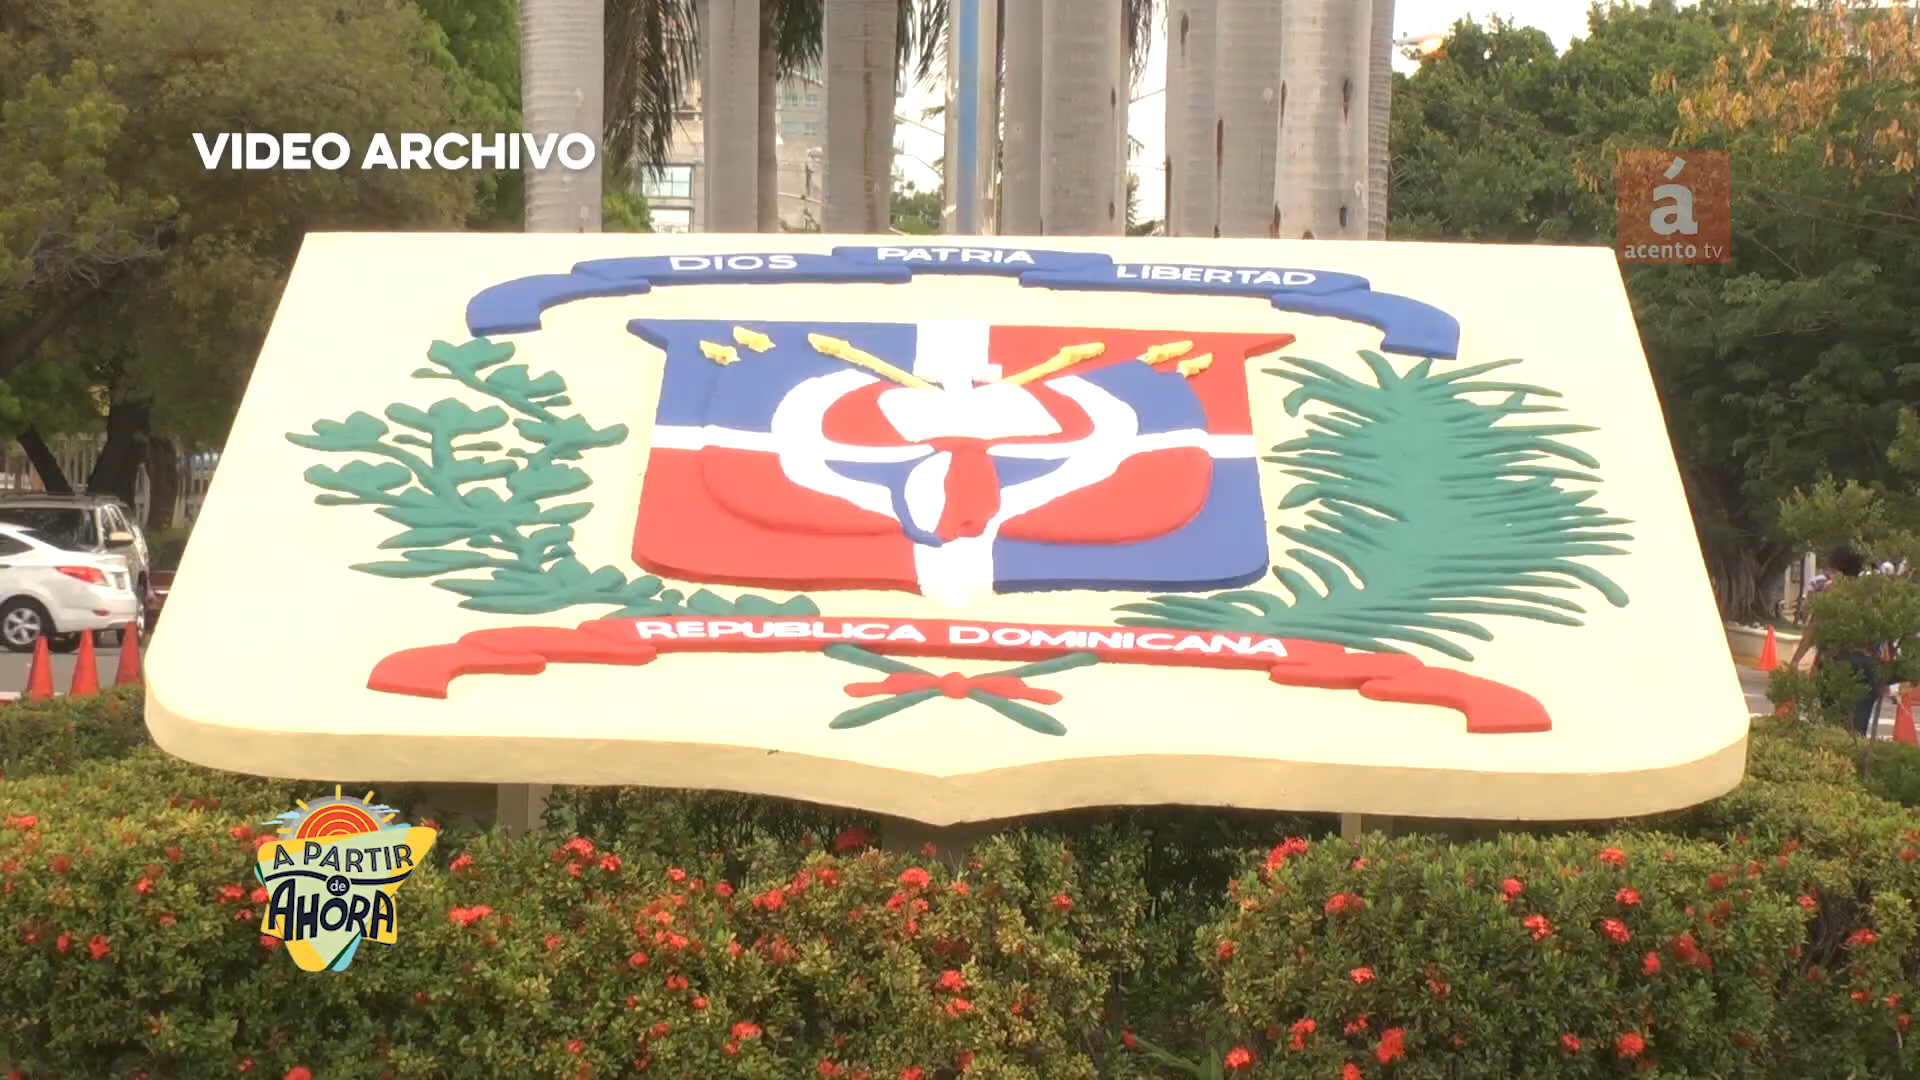 VIDEO ARCHIVO
á
acento tv
DIOS PATRIA LIBERTAD
REPUBLICA DOMINICANA
A PARTIR
de
AHORA